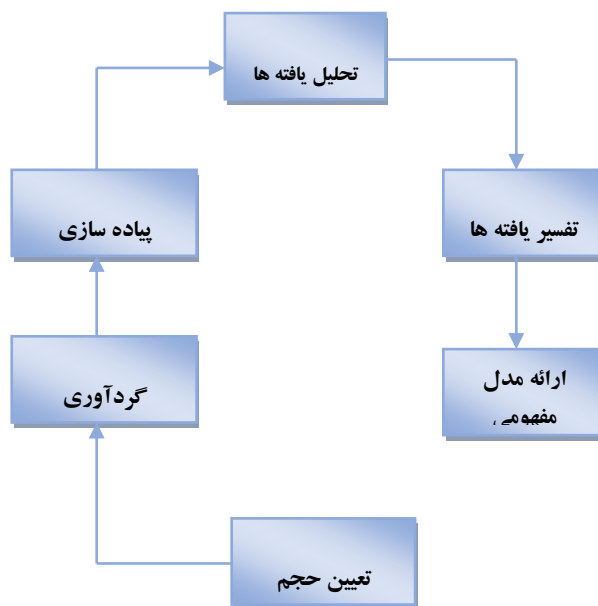 تحلیل یافته ها
پیاده سازی
تفسیر یافته ها
گردآوری
ارائه مدل
مفهومی
تعیین حجم